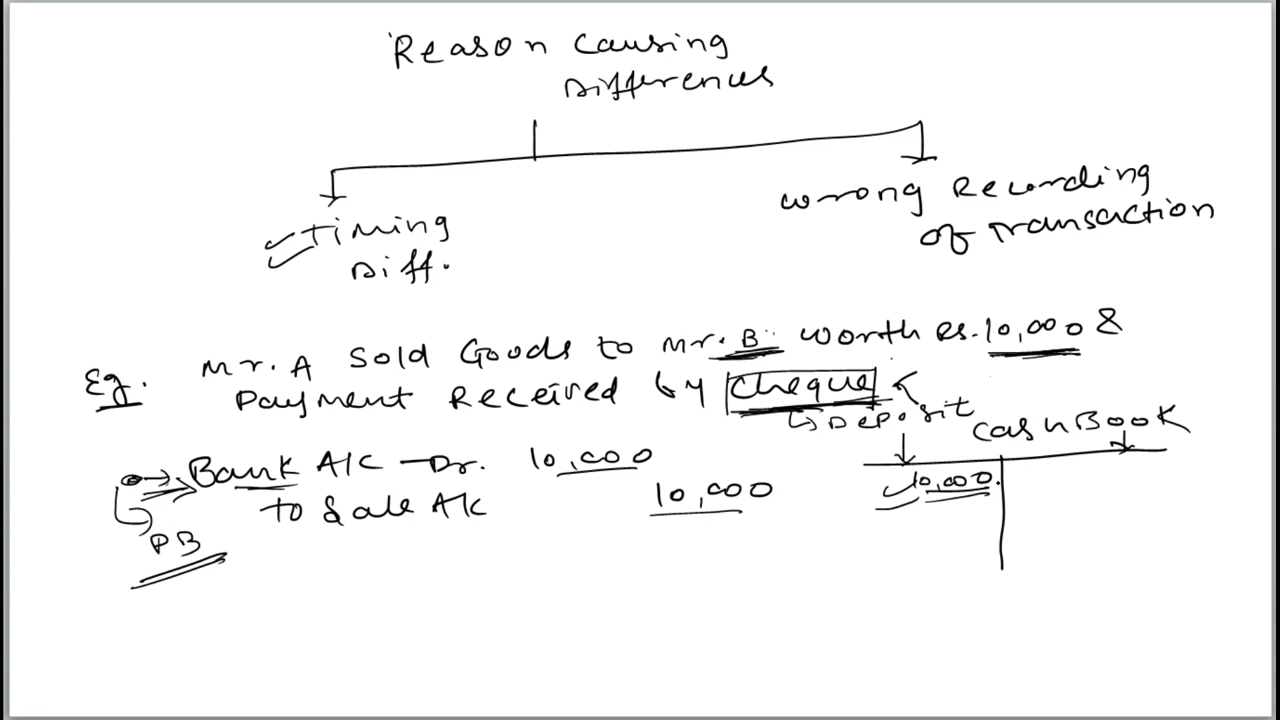 Reason Causing
Differences
Timing
Diff.
Wrong Recording
of Transaction
Eg. Mr. A Sold Goods to Mr. B. worth Rs. 10,000 &
Payment Received by Cheque
Deposit
Cash Book
Bank A/c - Dr. 10,000
To Sale A/c 10,000
PB
10,000.